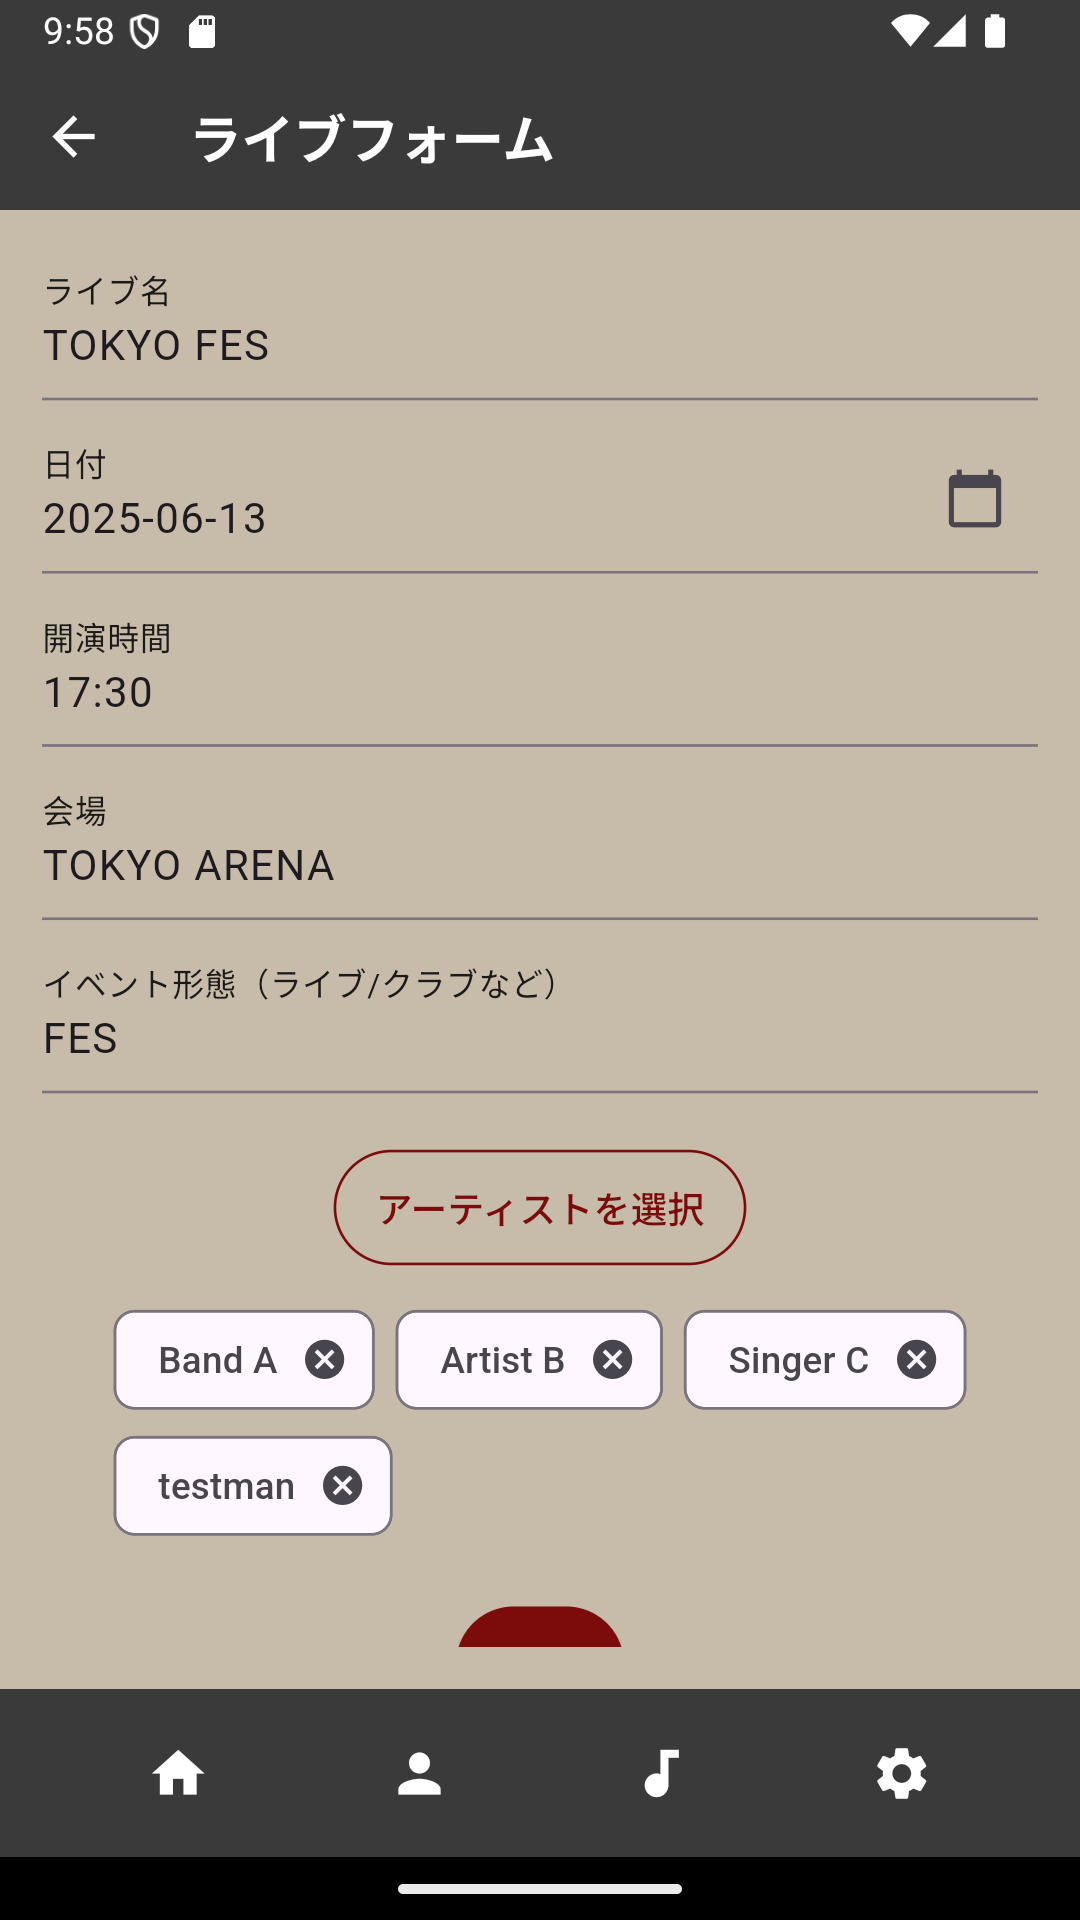 9:58
ライブフォーム
ライブ名
TOKYO FES
日付
2025-06-13
開演時間
17:30
会場
TOKYO ARENA
イベント形態（ライブ/クラブなど）
FES
アーティストを選択
Band A
Artist B
Singer C
testman